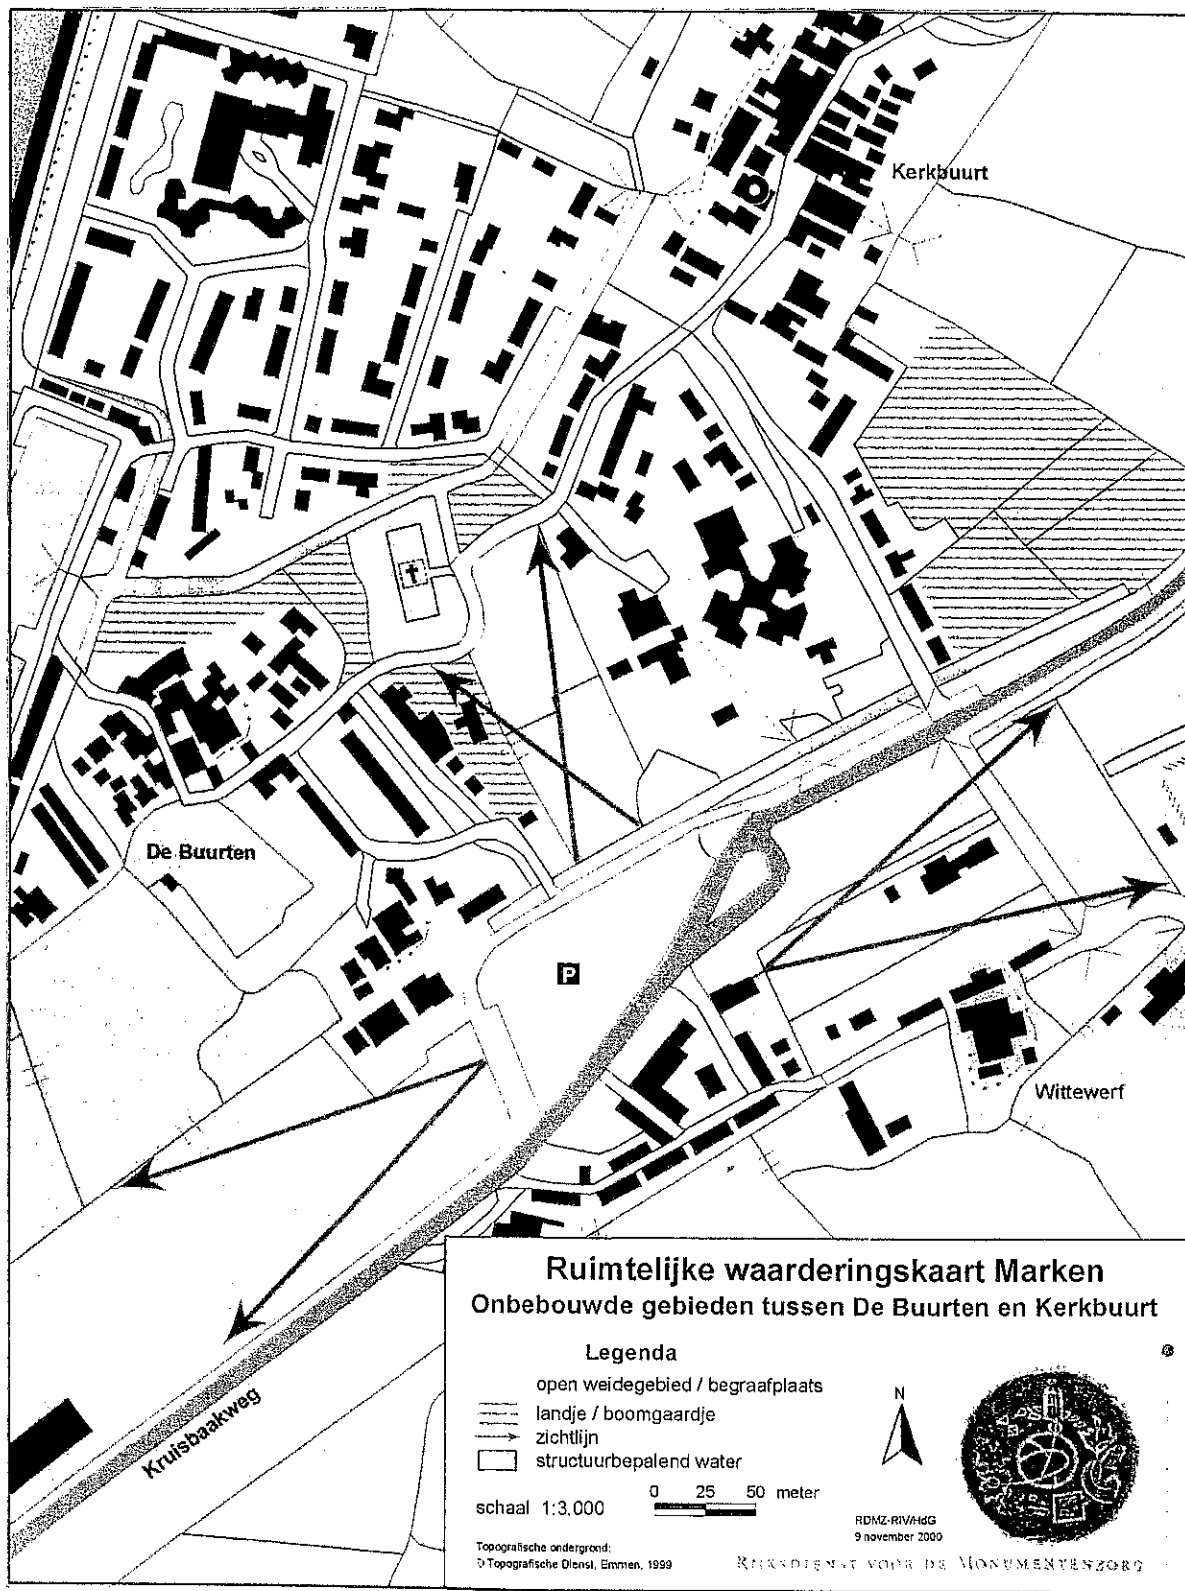 Kerkbuurt
De Buurten
P
Wittewerf
Kruisbaakweg
Ruimtelijke waarderingskaart Marken
Onbebouwde gebieden tussen De Buurten en Kerkbuurt
Legenda
open weidegebied / begraafplaats
landje / boomgaardje
zichtlijn
structuurbepalend water
N
0 25 50 meter
schaal 1:3.000
RDMZ-RIV/HdG
9 november 2000
Topografische ondergrond:
© Topografische Dienst, Emmen, 1999
RIJKSDIENST VOOR DE MONUMENTENZORG